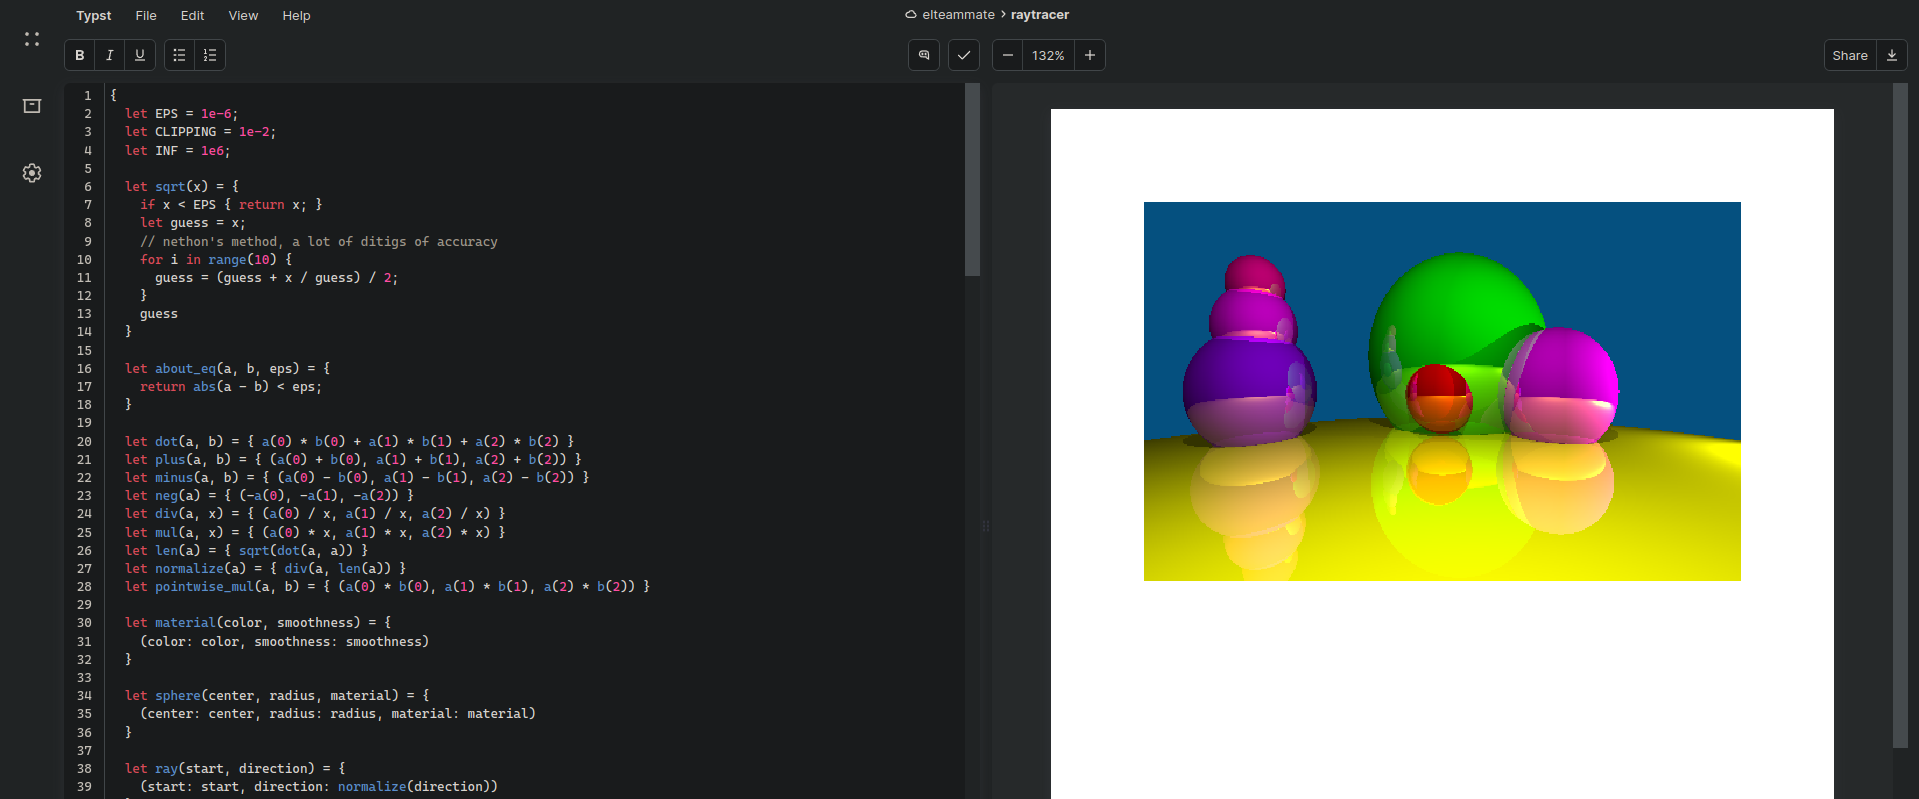 Typst File Edit View Help
elteammate > raytracer
B I U
132%
Share
1 {
2 let EPS = 1e-6;
3 let CLIPPING = 1e-2;
4 let INF = 1e6;
5
6 let sqrt(x) = {
7 if x < EPS { return x; }
8 let guess = x;
9 // nethon's method, a lot of ditigs of accuracy
10 for i in range(10) {
11 guess = (guess + x / guess) / 2;
12 }
13 guess
14 }
15
16 let about_eq(a, b, eps) = {
17 return abs(a - b) < eps;
18 }
19
20 let dot(a, b) = { a(0) * b(0) + a(1) * b(1) + a(2) * b(2) }
21 let plus(a, b) = { (a(0) + b(0), a(1) + b(1), a(2) + b(2)) }
22 let minus(a, b) = { (a(0) - b(0), a(1) - b(1), a(2) - b(2)) }
23 let neg(a) = { (-a(0), -a(1), -a(2)) }
24 let div(a, x) = { (a(0) / x, a(1) / x, a(2) / x) }
25 let mul(a, x) = { (a(0) * x, a(1) * x, a(2) * x) }
26 let len(a) = { sqrt(dot(a, a)) }
27 let normalize(a) = { div(a, len(a)) }
28 let pointwise_mul(a, b) = { (a(0) * b(0), a(1) * b(1), a(2) * b(2)) }
29
30 let material(color, smoothness) = {
31 (color: color, smoothness: smoothness)
32 }
33
34 let sphere(center, radius, material) = {
35 (center: center, radius: radius, material: material)
36 }
37
38 let ray(start, direction) = {
39 (start: start, direction: normalize(direction))